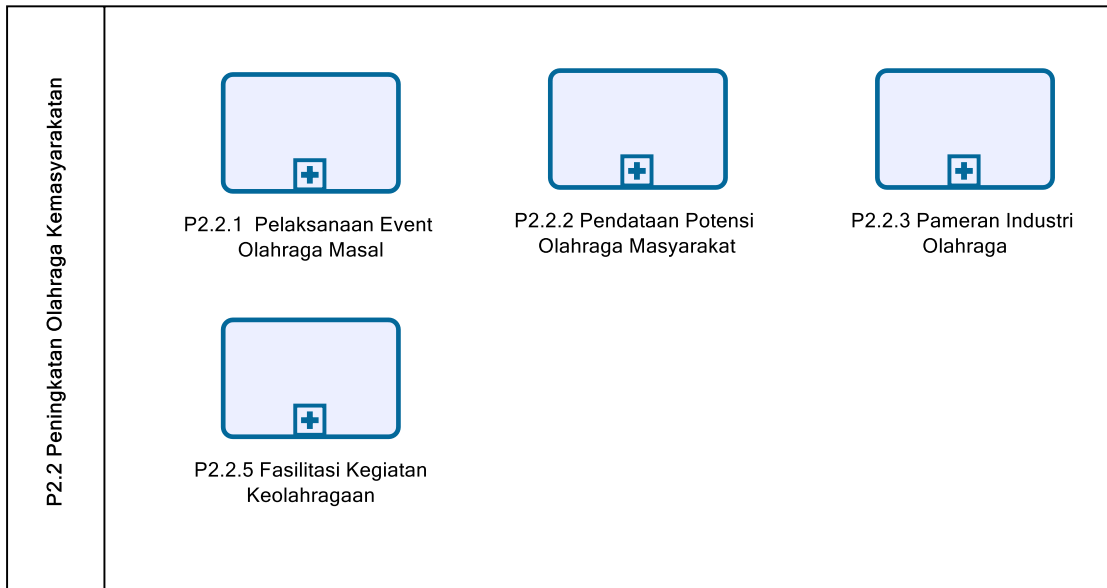 P2.2 Peningkatan Olahraga Kemasyarakatan
P2.2.1  Pelaksanaan Event
Olahraga Masal
P2.2.2 Pendataan Potensi
Olahraga Masyarakat
P2.2.3 Pameran Industri
Olahraga
P2.2.5 Fasilitasi Kegiatan
Keolahragaan